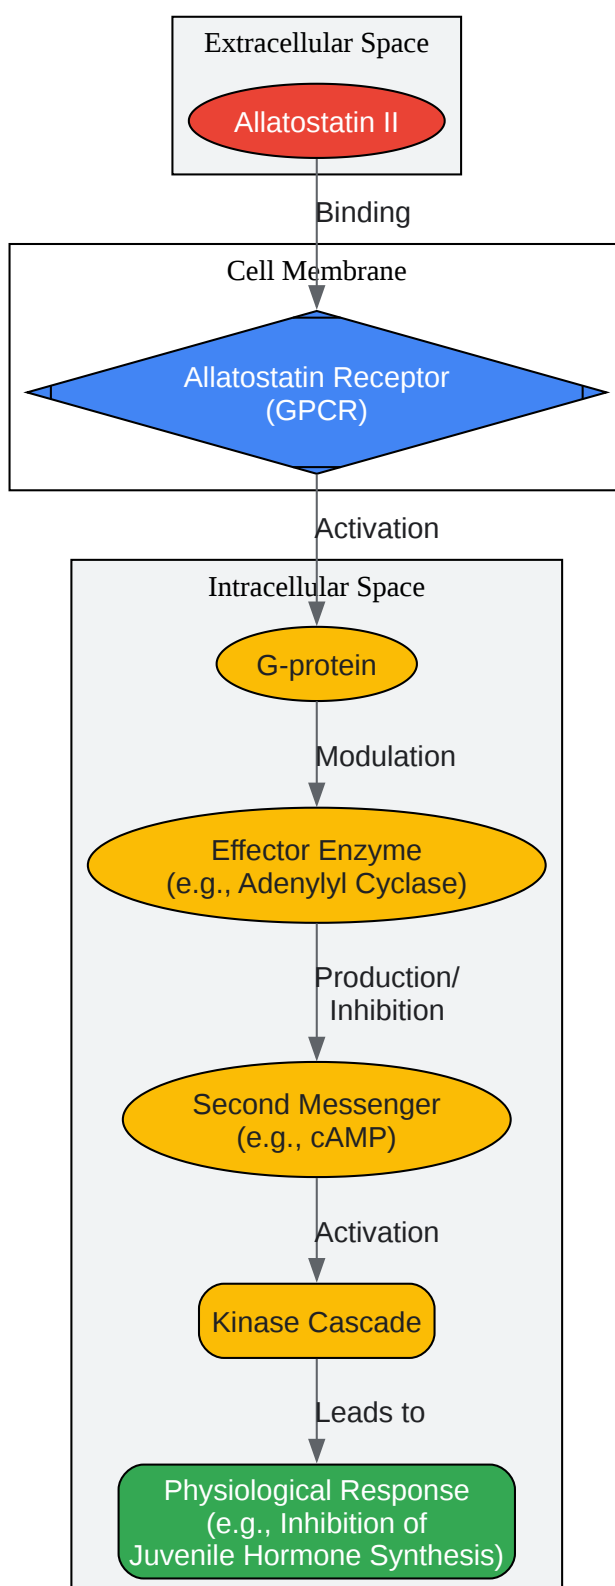 Extracellular Space
Allatostatin II
Binding
Cell Membrane
Allatostatin Receptor
(GPCR)
Activation
Intracellular Space
G-protein
Modulation
Effector Enzyme
(e.g., Adenylyl Cyclase)
Production/
Inhibition
Second Messenger
(e.g., cAMP)
Activation
Kinase Cascade
Leads to
Physiological Response
(e.g., Inhibition of
Juvenile Hormone Synthesis)